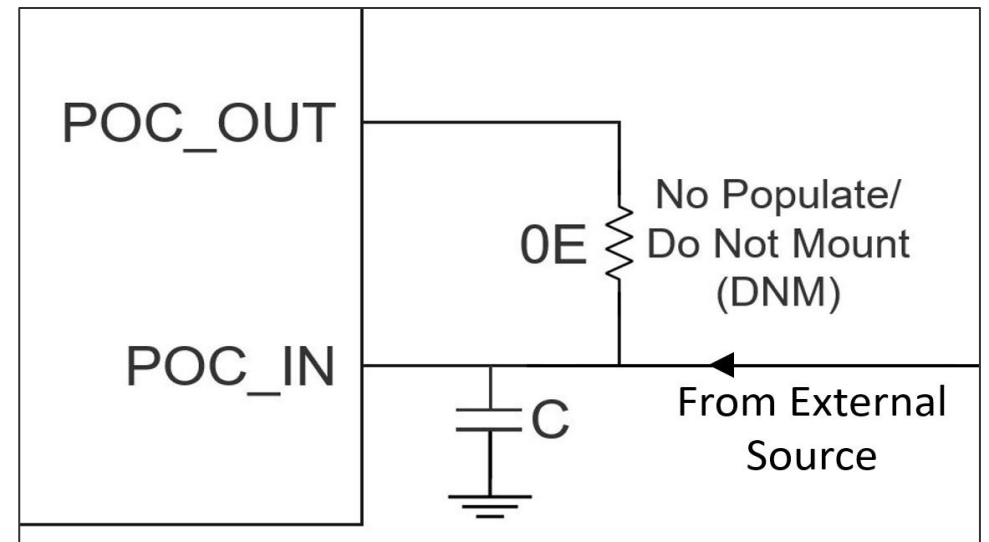 POC_OUT
No Populate/
0E
Do Not Mount
(DNM)
POC_IN
C
From External
Source